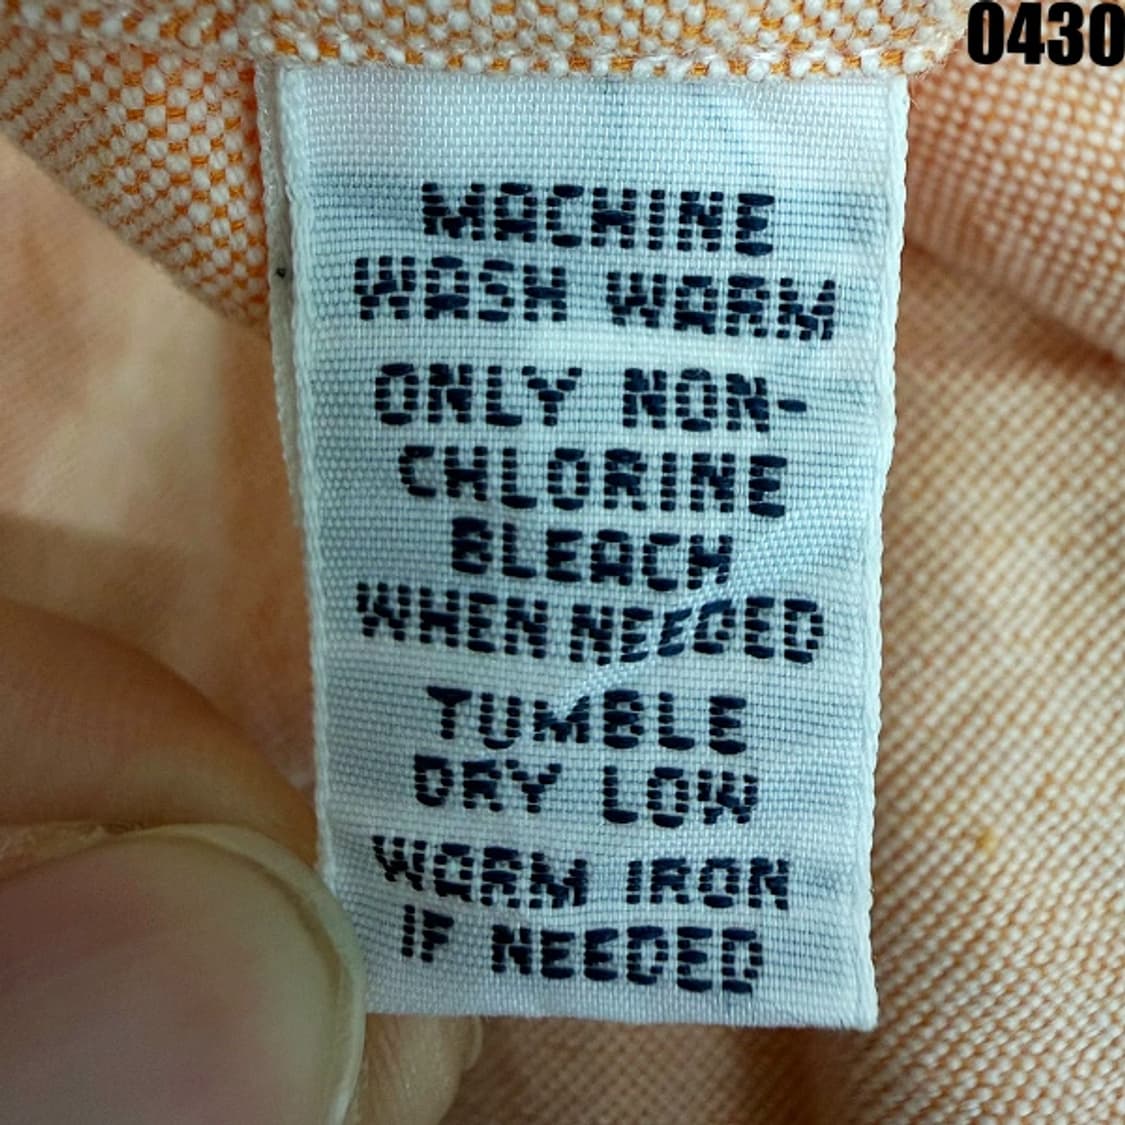 0430
MACHINE
WASH WARM
ONLY NON-
CHLORINE
BLEACH
WHEN NEEDED
TUMBLE
DRY LOW
WARM IRON
IF NEEDED